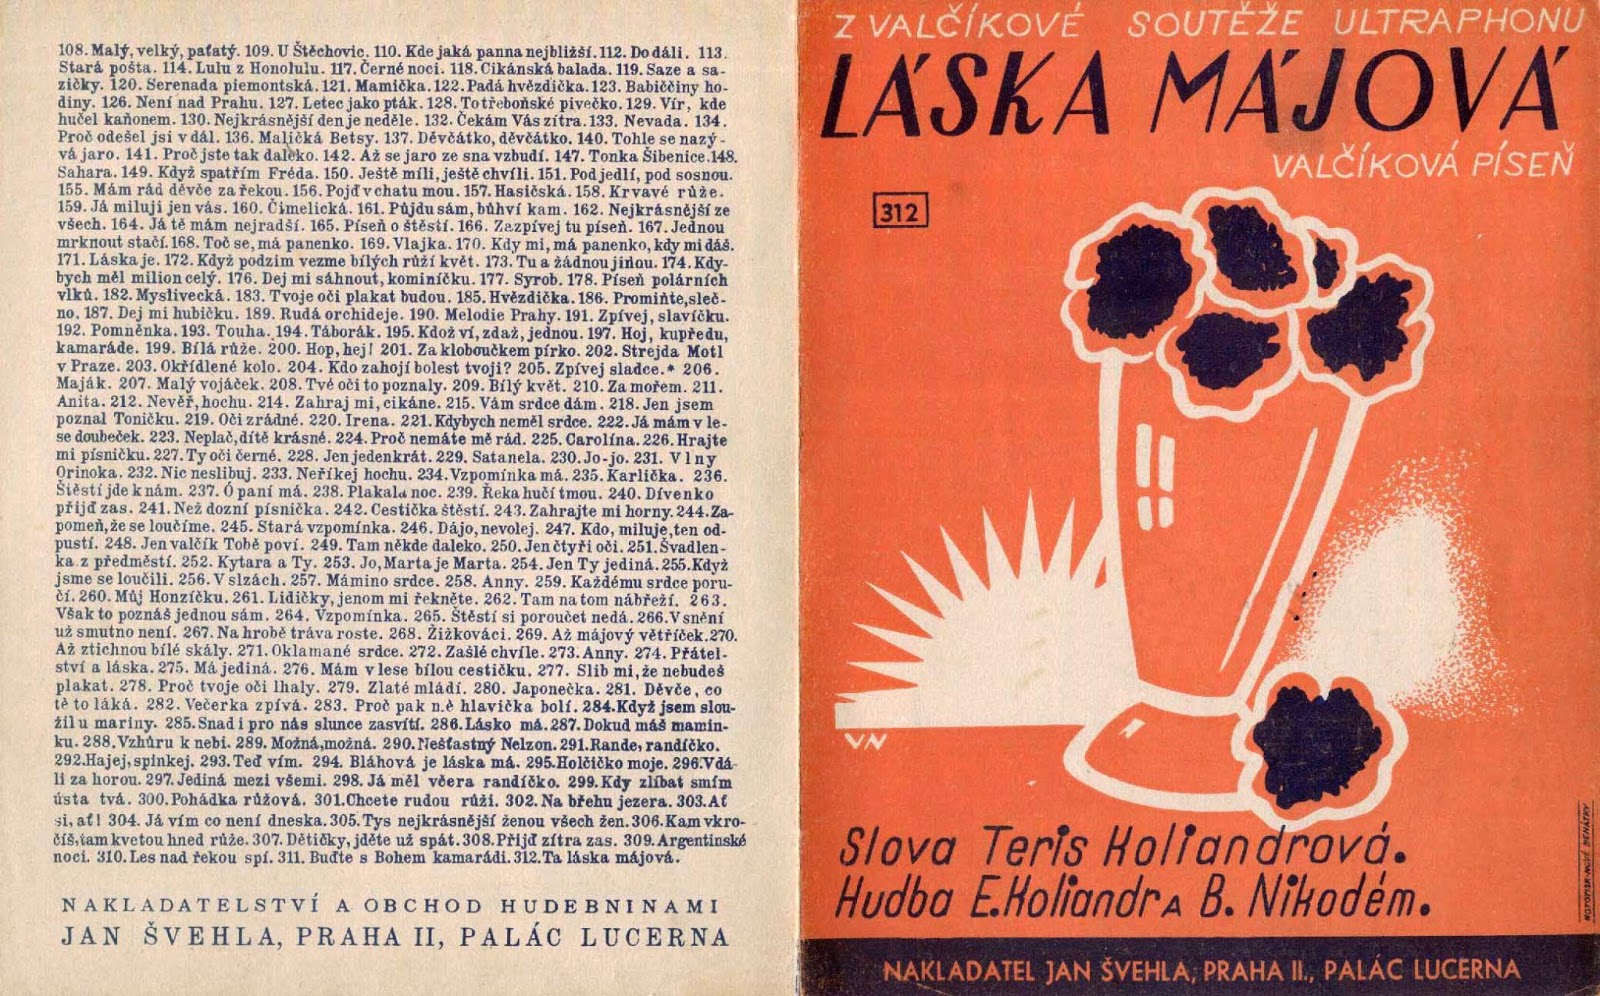 108. Malý, velký, paťatý. 109. U Štěchovic. 110. Kde jaká panna nejbližší. 112. Do dáli. 113.
Stará pošta. 114. Lulu z Honolulu. 117. Černé noci. 118. Cikánská balada. 119. Saze a sa-
zičky. 120. Serenada piemontská. 121. Mamička. 122. Padá hvězdička. 123. Babiččiny ho-
diny. 126. Není nad Prahu. 127. Letec jako pták. 128. To třeboňské pivečko. 129. Vír, kde
hučel kaňonem. 130. Nejkrásnější den je neděle. 132. Čekám Vás zítra. 133. Nevada. 134.
Proč odešel jsi v dál. 136. Maličká Betsy. 137. Děvčátko, děvčátko. 140. Tohle se nazý-
vá jaro. 141. Proč jste tak daleko. 142. Až se jaro ze sna vzbudí. 147. Tonka Šibenice. 148.
Sahara. 149. Když spatřím Fréda. 150. Ještě míli, ještě chvíli. 151. Pod jedlí, pod sosnou.
155. Mám rád děvče za řekou. 156. Pojď v chatu mou. 157. Hasičská. 158. Krvavé růže.
159. Já miluji jen vás. 160. Čimelická. 161. Půjdu sám, bůhví kam. 162. Nejkrásnější ze
všech. 164. Já tě mám nejradší. 165. Píseň o štěstí. 166. Zazpívej tu píseň. 167. Jednou
mrknout stačí. 168. Toč se, má panenko. 169. Vlajka. 170. Kdy mi, má panenko, kdy mi dáš.
171. Láska je. 172. Když podzim vezme bílých růží květ. 173. Tu a žádnou jinou. 174. Kdy-
bych měl milion celý. 176. Dej mi sáhnout, kominíčku. 177. Syrob. 178. Píseň polárních
vlků. 182. Myslivecká. 183. Tvoje oči plakat budou. 185. Hvězdička. 186. Promiňte, sleč-
no. 187. Dej mi hubičku. 189. Rudá orchideje. 190. Melodie Prahy. 191. Zpívej, slavíčku.
192. Pomněnka. 193. Touha. 194. Táborák. 195. Kdož ví, zdaž, jednou. 197. Hoj, kupředu,
kamaráde. 199. Bílá růže. 200. Hop, hej! 201. Za kloboučkem pírko. 202. Strejda Motl
v Praze. 203. Okřídlené kolo. 204. Kdo zahojí bolest tvoji? 205. Zpívej sladce.* 206.
Maják. 207. Malý vojáček. 208. Tvé oči to poznaly. 209. Bílý květ. 210. Za mořem. 211.
Anita. 212. Nevěř, hochu. 214. Zahraj mi, cikáne. 215. Vám srdce dám. 218. Jen jsem
poznal Toničku. 219. Oči zrádné. 220. Irena. 221. Kdybych neměl srdce. 222. Já mám v le-
se doubeček. 223. Neplač, dítě krásné. 224. Proč nemáte mě rád. 225. Carolína. 226. Hrajte
mi písničku. 227. Ty oči černé. 228. Jen jedenkrát. 229. Satanela. 230. Jo-jo. 231. Vlny
Orinoka. 232. Nic neslibuj. 233. Neříkej hochu. 234. Vzpomínka má. 235. Karlička. 236.
Štěstí jde k nám. 237. Ó paní má. 238. Plakala noc. 239. Řeka hučí tmou. 240. Dívenko
přijď zas. 241. Než dozní písnička. 242. Cestička štěstí. 243. Zahrajte mi horny. 244. Za-
pomeň, že se loučíme. 245. Stará vzpomínka. 246. Dájo, nevolej. 247. Kdo, miluje, ten od-
pustí. 248. Jen valčík Tobě poví. 249. Tam někde daleko. 250. Jen čtyři oči. 251. Švadlen-
ka z předměstí. 252. Kytara a Ty. 253. Jo, Marta je Marta. 254. Jen Ty jediná. 255. Když
jsme se loučili. 256. V slzách. 257. Mámino srdce. 258. Anny. 259. Každému srdce poru-
čí. 260. Můj Honzíčku. 261. Lidičky, jenom mi řekněte. 262. Tam na tom nábřeží. 263.
Však to poznáš jednou sám. 264. Vzpomínka. 265. Štěstí si poroučet nedá. 266. V snění
už smutno není. 267. Na hrobě tráva roste. 268. Žižkováci. 269. Až májový větříček. 270.
Až ztichnou bílé skály. 271. Oklamané srdce. 272. Zašlé chvíle. 273. Anny. 274. Přátel-
ství a láska. 275. Má jediná. 276. Mám v lese bílou cestičku. 277. Slib mi, že nebudeš
plakat. 278. Proč tvoje oči lhaly. 279. Zlaté mládí. 280. Japonečka. 281. Děvče, co
tě to láká. 282. Večerka zpívá. 283. Proč pak mě hlavička bolí. 284. Když jsem slou-
žil u mariny. 285. Snad i pro nás slunce zasvítí. 286. Lásko má. 287. Dokud máš mamin-
ku. 288. Vzhůru k nebi. 289. Možná, možná. 290. Nešťastný Nelzon. 291. Rande, randíčko.
292. Hajej, spinkej. 293. Teď vím. 294. Bláhová je láska má. 295. Holčičko moje. 296. V dá-
li za horou. 297. Jediná mezi všemi. 298. Já měl včera randíčko. 299. Kdy zlíbat smím
ústa tvá. 300. Pohádka růžová. 301. Chcete rudou růži. 302. Na břehu jezera. 303. Ať
si, ať! 304. Já vím co není dneska. 305. Tys nejkrásnější ženou všech žen. 306. Kam vkro-
číš, tam kvetou hned růže. 307. Dětičky, jděte už spát. 308. Přijď zítra zas. 309. Argentinské
noci. 310. Les nad řekou spí. 311. Buďte s Bohem kamarádi. 312. Ta láska májová.
NAKLADATELSTVÍ A OBCHOD HUDEBNINAMI
JAN ŠVEHLA, PRAHA II, PALÁC LUCERNA
Z VALČÍKOVÉ SOUTĚŽE ULTRAPHONU
LÁSKA MÁJOVÁ
VALČÍKOVÁ PÍSEŇ
312
VN
Slova Teris Koliandrová.
Hudba E. Koliandr A B. Nikodém.
NOTOTISK-NOVÉ BENÁTKY
NAKLADATEL JAN ŠVEHLA, PRAHA II., PALÁC LUCERNA